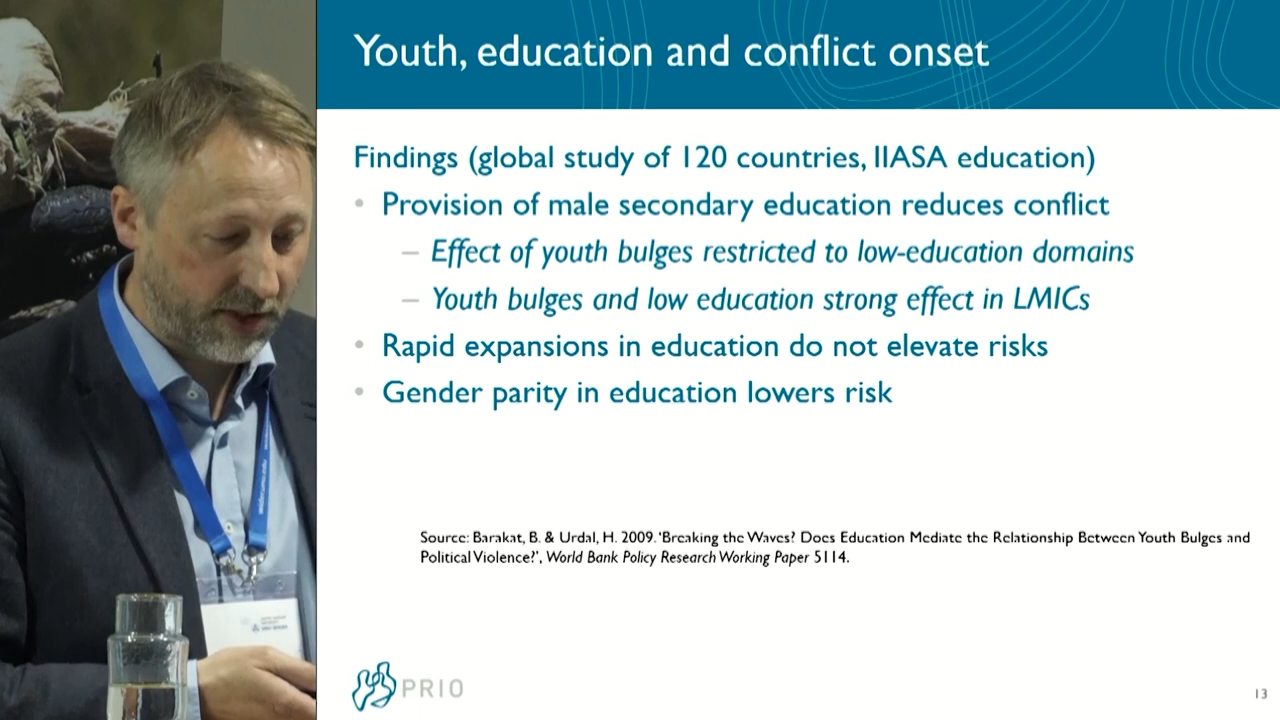 Youth, education and conflict onset
Findings (global study of 120 countries, IIASA education)
• Provision of male secondary education reduces conflict
– Effect of youth bulges restricted to low-education domains
– Youth bulges and low education strong effect in LMICs
• Rapid expansions in education do not elevate risks
• Gender parity in education lowers risk
Source: Barakat, B. & Urdal, H. 2009. ‘Breaking the Waves? Does Education Mediate the Relationship Between Youth Bulges and
Political Violence?’, World Bank Policy Research Working Paper 5114.
PRIO
13